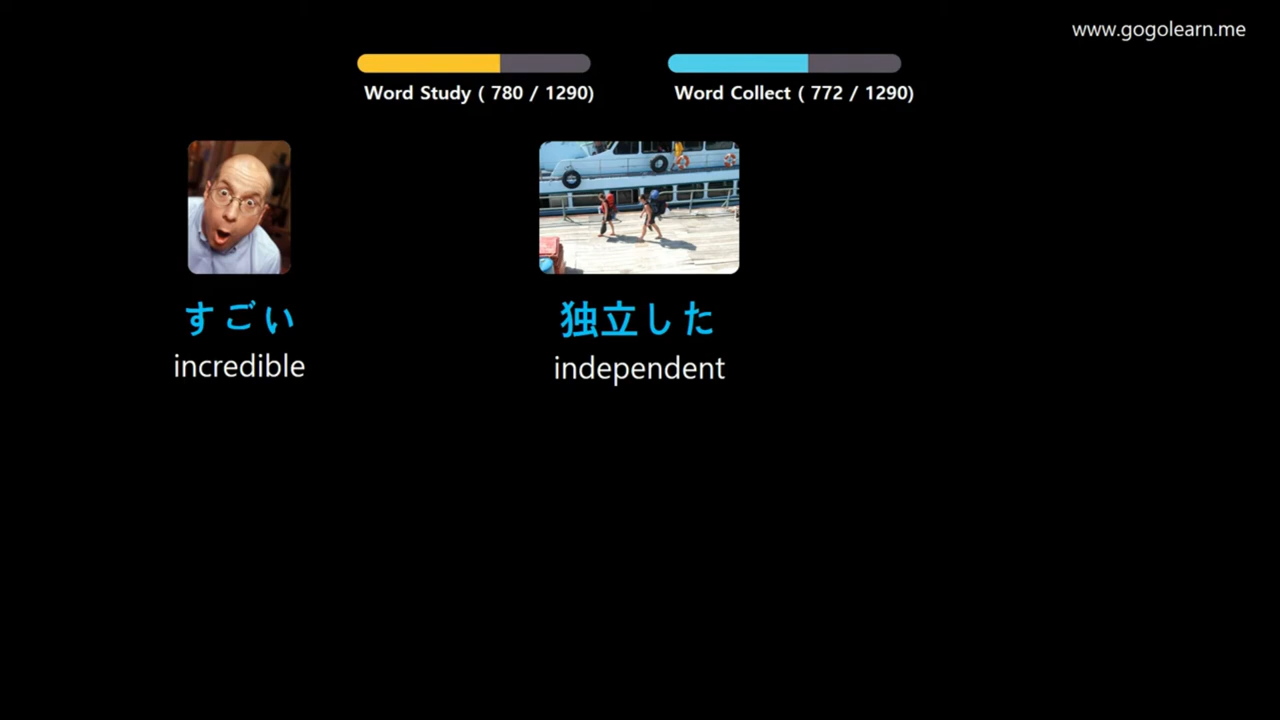 www.gogolearn.me
Word Study ( 780 / 1290)
Word Collect ( 772 / 1290)
すごい
incredible
独立した
independent